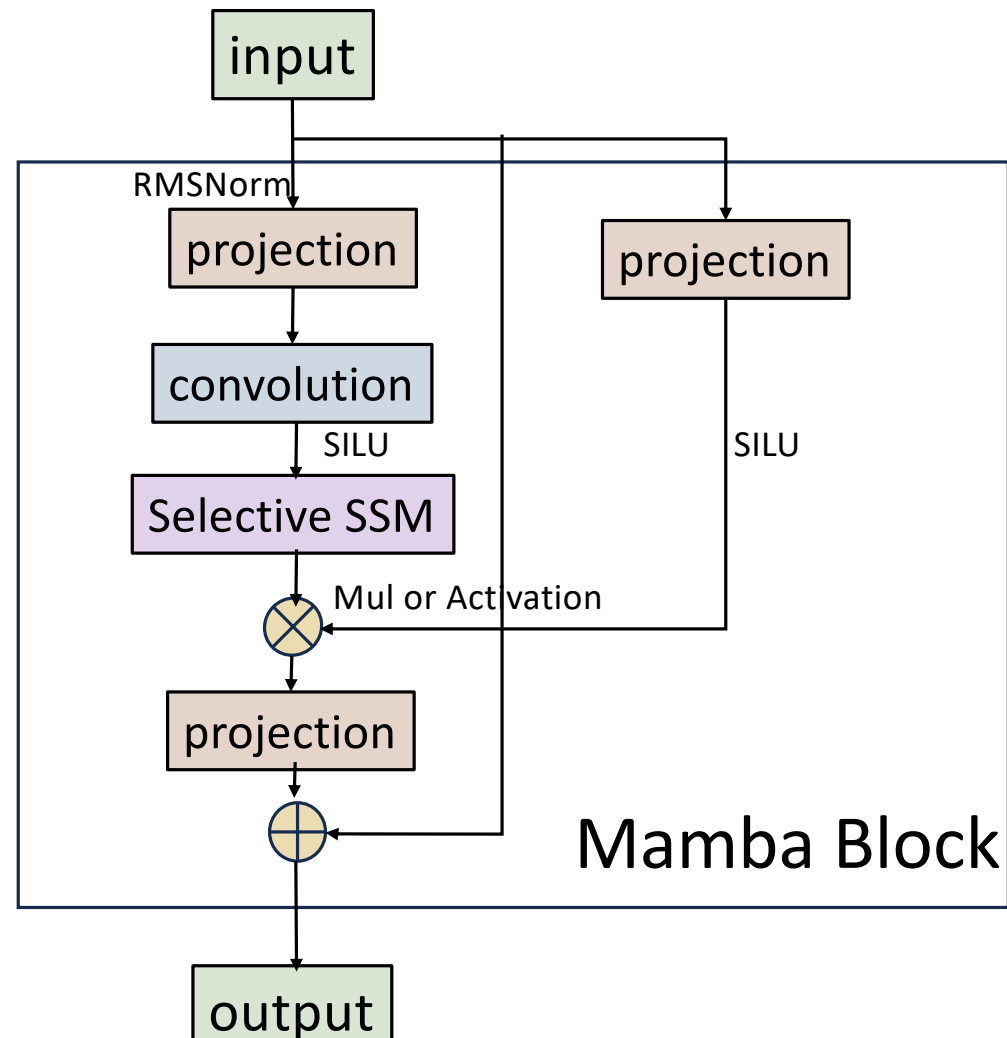 input
RMSNorm
projection
projection
convolution
SILU
SILU
Selective SSM
Mul or Activation
projection
Mamba Block
output